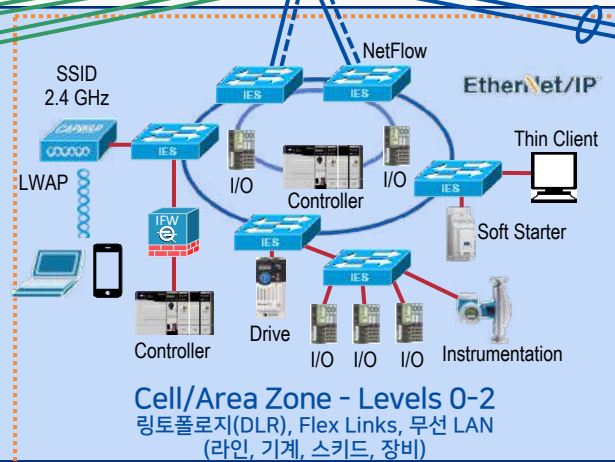 NetFlow
SSID
2.4 GHz
EtherNet/IP
IES
IES
CAPWAP
IES
Thin Client
LWAP
I/O
I/O
IES
Controller
IFW
Soft Starter
IES
IES
Drive
Controller
I/O
I/O
I/O
Instrumentation
Cell/Area Zone - Levels 0-2
링토폴로지(DLR), Flex Links, 무선 LAN
(라인, 기계, 스키드, 장비)